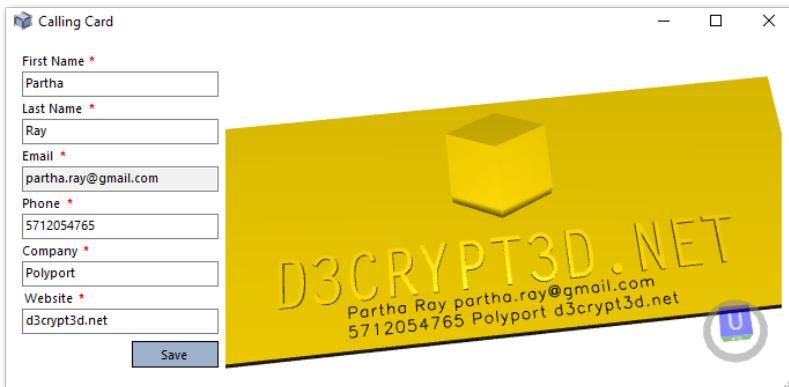 Calling Card
First Name *
Partha
Last Name *
Ray
Email *
partha.ray@gmail.com
Phone *
5712054765
Company *
Polyport
Website *
d3crypt3d.net
Save
D3CRYPT3D.NET
Partha Ray partha.ray@gmail.com
5712054765 Polyport d3crypt3d.net
U